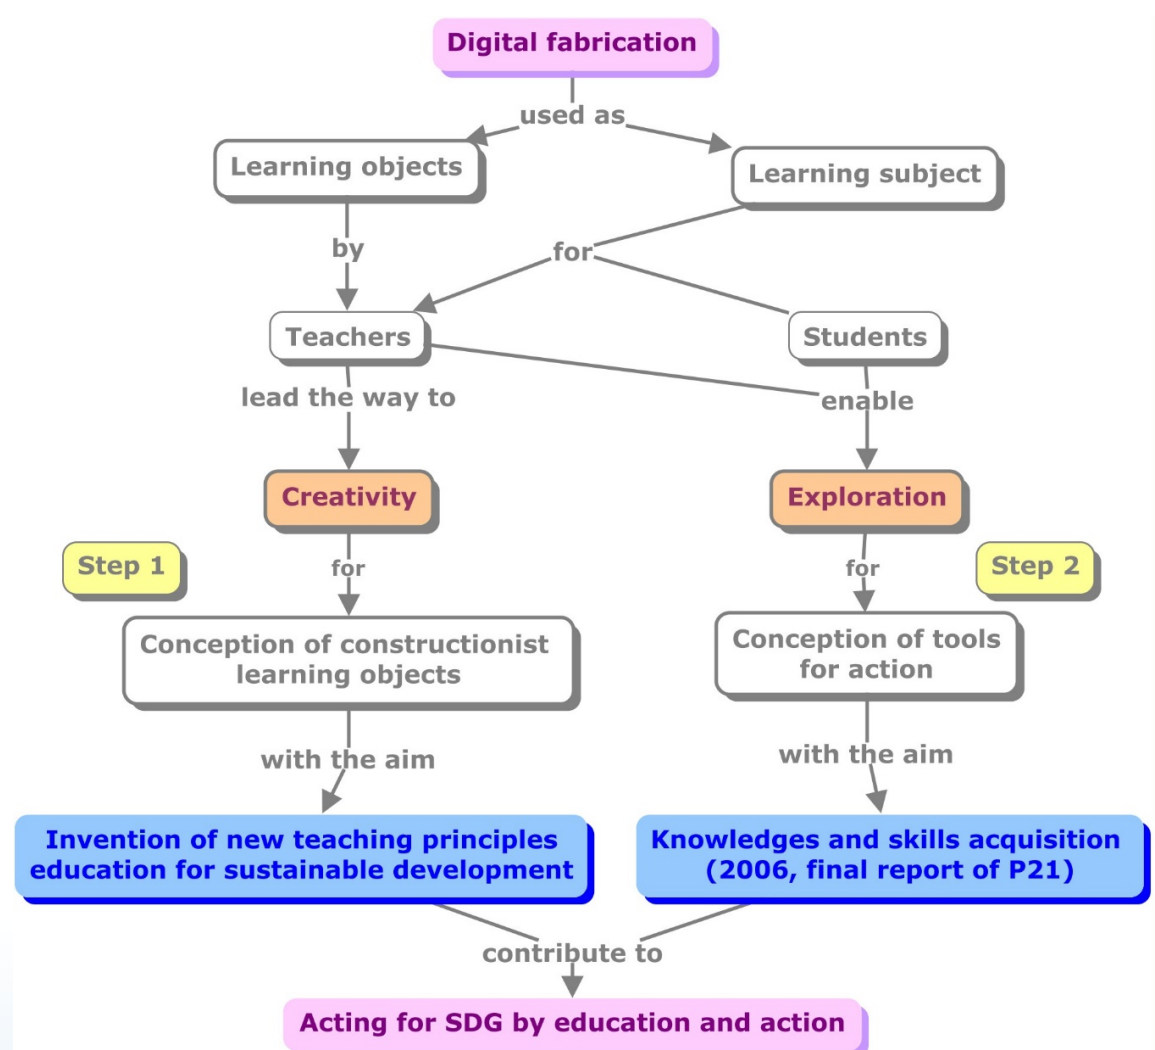 Digital fabrication
used as
Learning objects
Learning subject
by
for
Teachers
Students
lead the way to
enable
Creativity
Exploration
Step 1
for
for
Step 2
Conception of constructionist
learning objects
Conception of tools
for action
with the aim
with the aim
Invention of new teaching principles
education for sustainable development
Knowledges and skills acquisition
(2006, final report of P21)
contribute to
Acting for SDG by education and action